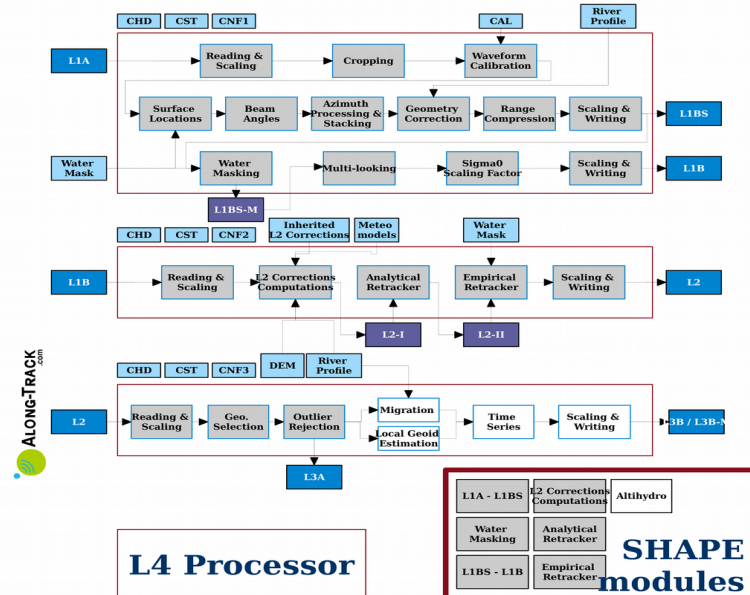 CHD CST CNF1 CAL River Profile
L1A Reading & Scaling Cropping Waveform Calibration
Surface Locations Beam Angles Azimuth Processing & Stacking Geometry Correction Range Compression Scaling & Writing L1BS
Water Mask Water Masking Multi-looking Sigma0 Scaling Factor Scaling & Writing L1B
L1BS-M
CHD CST CNF2 Inherited L2 Corrections Meteo models Water Mask
L1B Reading & Scaling L2 Corrections Computations Analytical Retracker Empirical Retracker Scaling & Writing L2
L2-I L2-II
CHD CST CNF3 DEM River Profile
L2 Reading & Scaling Geo. Selection Outlier Rejection Migration Local Geoid Estimation Time Series Scaling & Writing 3B / L3B-
L3A
ALONG-TRACK .com
L4 Processor
L1A - L1BS L2 Corrections Computations Altihydro
Water Masking Analytical Retracker
L1BS - L1B Empirical Retracker
SHAPE modules